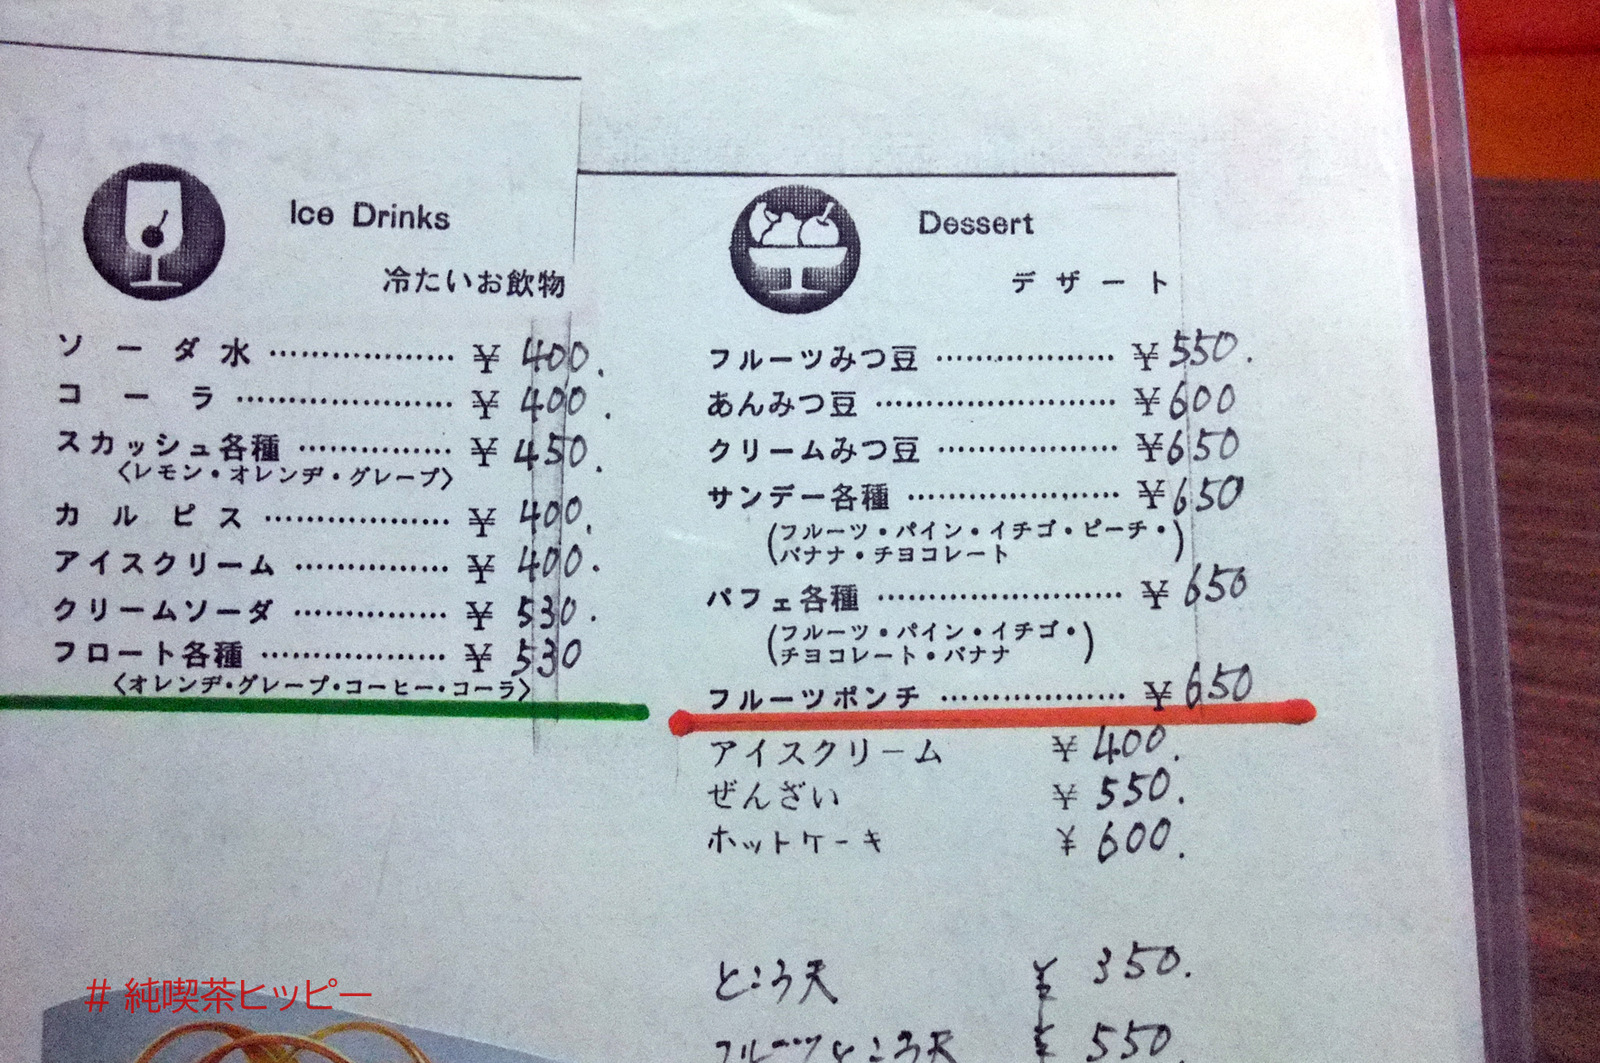 Ice Drinks
冷たいお飲物
ソーダ水 ………………… ¥ 400.
コーラ ………………… ¥ 400.
スカッシュ各種 ………………… ¥ 450.
〈レモン・オレンヂ・グレープ〉
カルピス ………………… ¥ 400.
アイスクリーム ………………… ¥ 400.
クリームソーダ ………………… ¥ 530.
フロート各種 ………………… ¥ 530
〈オレンヂ・グレープ・コーヒー・コーラ〉
Dessert
デザート
フルーツみつ豆 ………………… ¥550.
あんみつ豆 ………………… ¥600
クリームみつ豆 ………………… ¥650
サンデー各種 ………………… ¥650
(フルーツ・パイン・イチゴ・ピーチ・
バナナ・チョコレート)
パフェ各種 ………………… ¥650
(フルーツ・パイン・イチゴ・
チョコレート・バナナ)
フルーツポンチ ………………… ¥650
アイスクリーム ¥ 400.
ぜんざい ¥ 550.
ホットケーキ ¥ 600.
ところ天 ¥ 350.
フルーツところ天 ¥ 550.
# 純喫茶ヒッピー